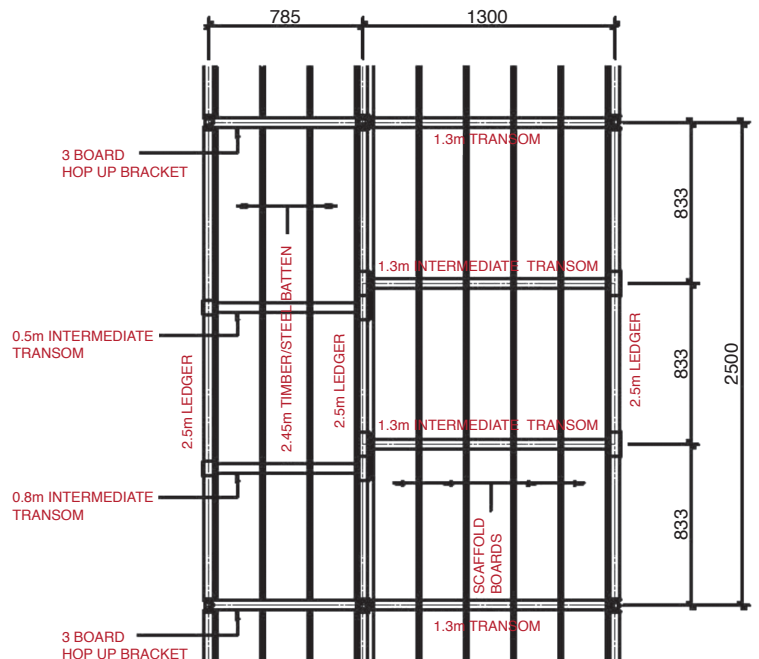 785
1300
3 BOARD
HOP UP BRACKET
1.3m TRANSOM
833
1.3m INTERMEDIATE TRANSOM
2.45m TIMBER/STEEL BATTEN
0.5m INTERMEDIATE
TRANSOM
2.5m LEDGER
2.5m LEDGER
2.5m LEDGER
833
2500
1.3m INTERMEDIATE TRANSOM
0.8m INTERMEDIATE
TRANSOM
SCAFFOLD
BOARDS
833
3 BOARD
HOP UP BRACKET
1.3m TRANSOM